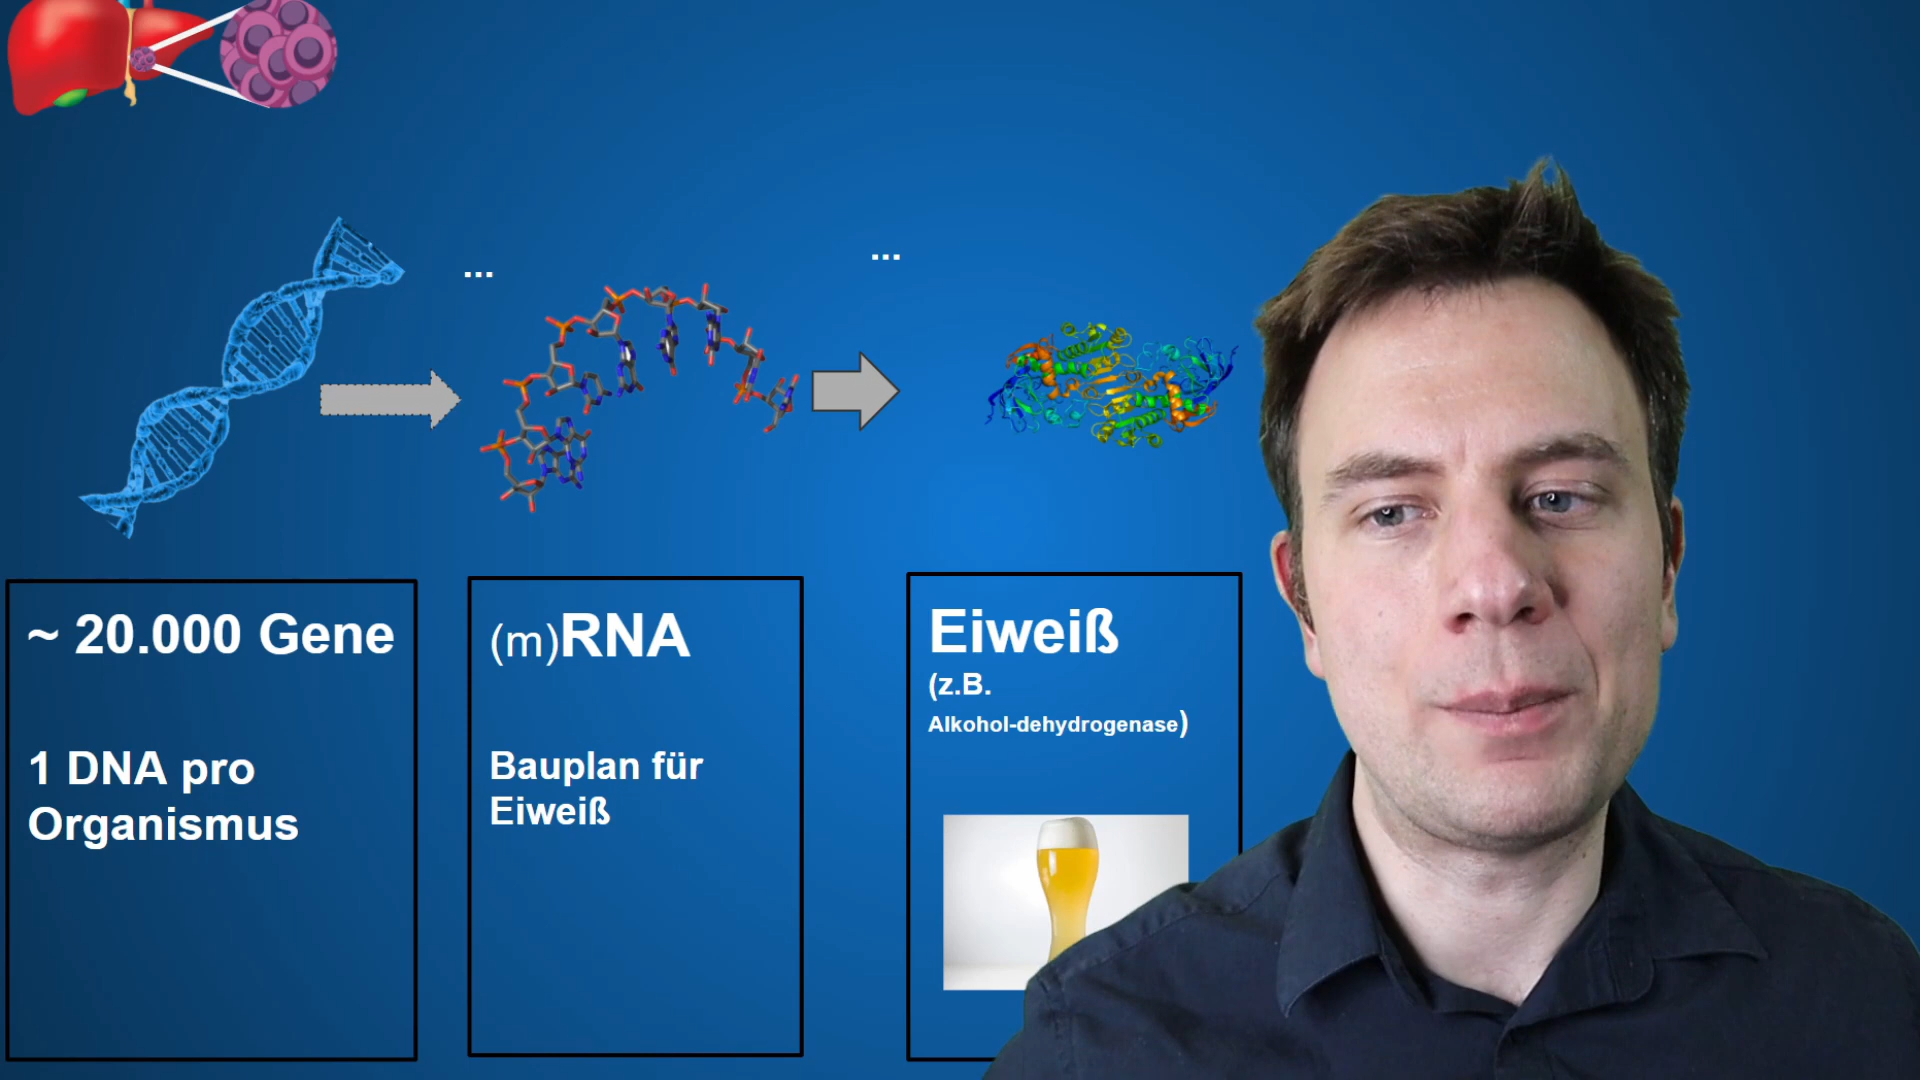 ...
...
~ 20.000 Gene
1 DNA pro
Organismus
(m)RNA
Bauplan für
Eiweiß
Eiweiß
(z.B.
Alkohol-dehydrogenase)